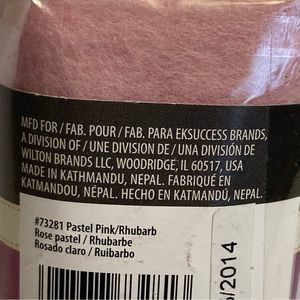 MFD FOR / FAB. POUR / FAB. PARA EKSUCCESS BRANDS,
A DIVISION OF / UNE DIVISION DE / UNA DIVISIÓN DE
WILTON BRANDS LLC, WOODRIDGE, IL 60517, USA
MADE IN KATHMANDU, NEPAL. FABRIQUÉ EN
KATMANDOU, NÉPAL. HECHO EN KATMANDÚ, NEPAL.
#73281 Pastel Pink/Rhubarb
Rose pastel / Rhubarbe
Rosado claro / Ruibarbo
/2014